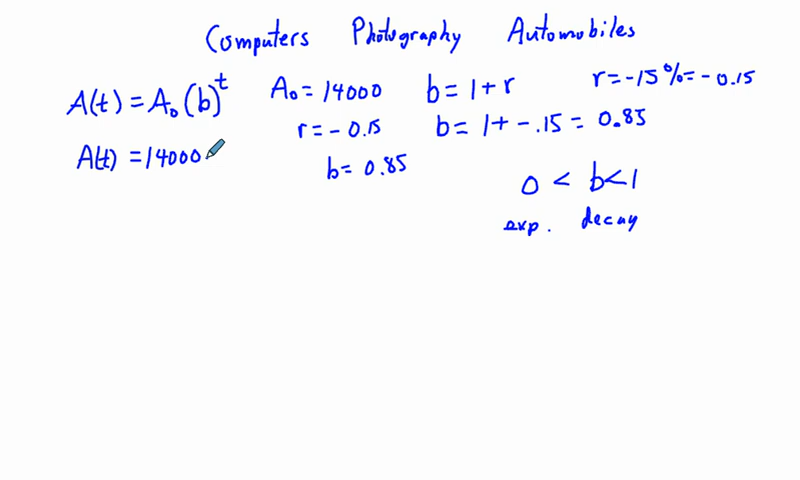 Computers Photography Automobiles
A(t) = A₀(b)ᵗ A₀ = 14000 b = 1 + r r = -15% = -0.15
r = -0.15 b = 1 + -.15 = 0.85
A(t) = 14000 b = 0.85
0 < b < 1
exp. decay